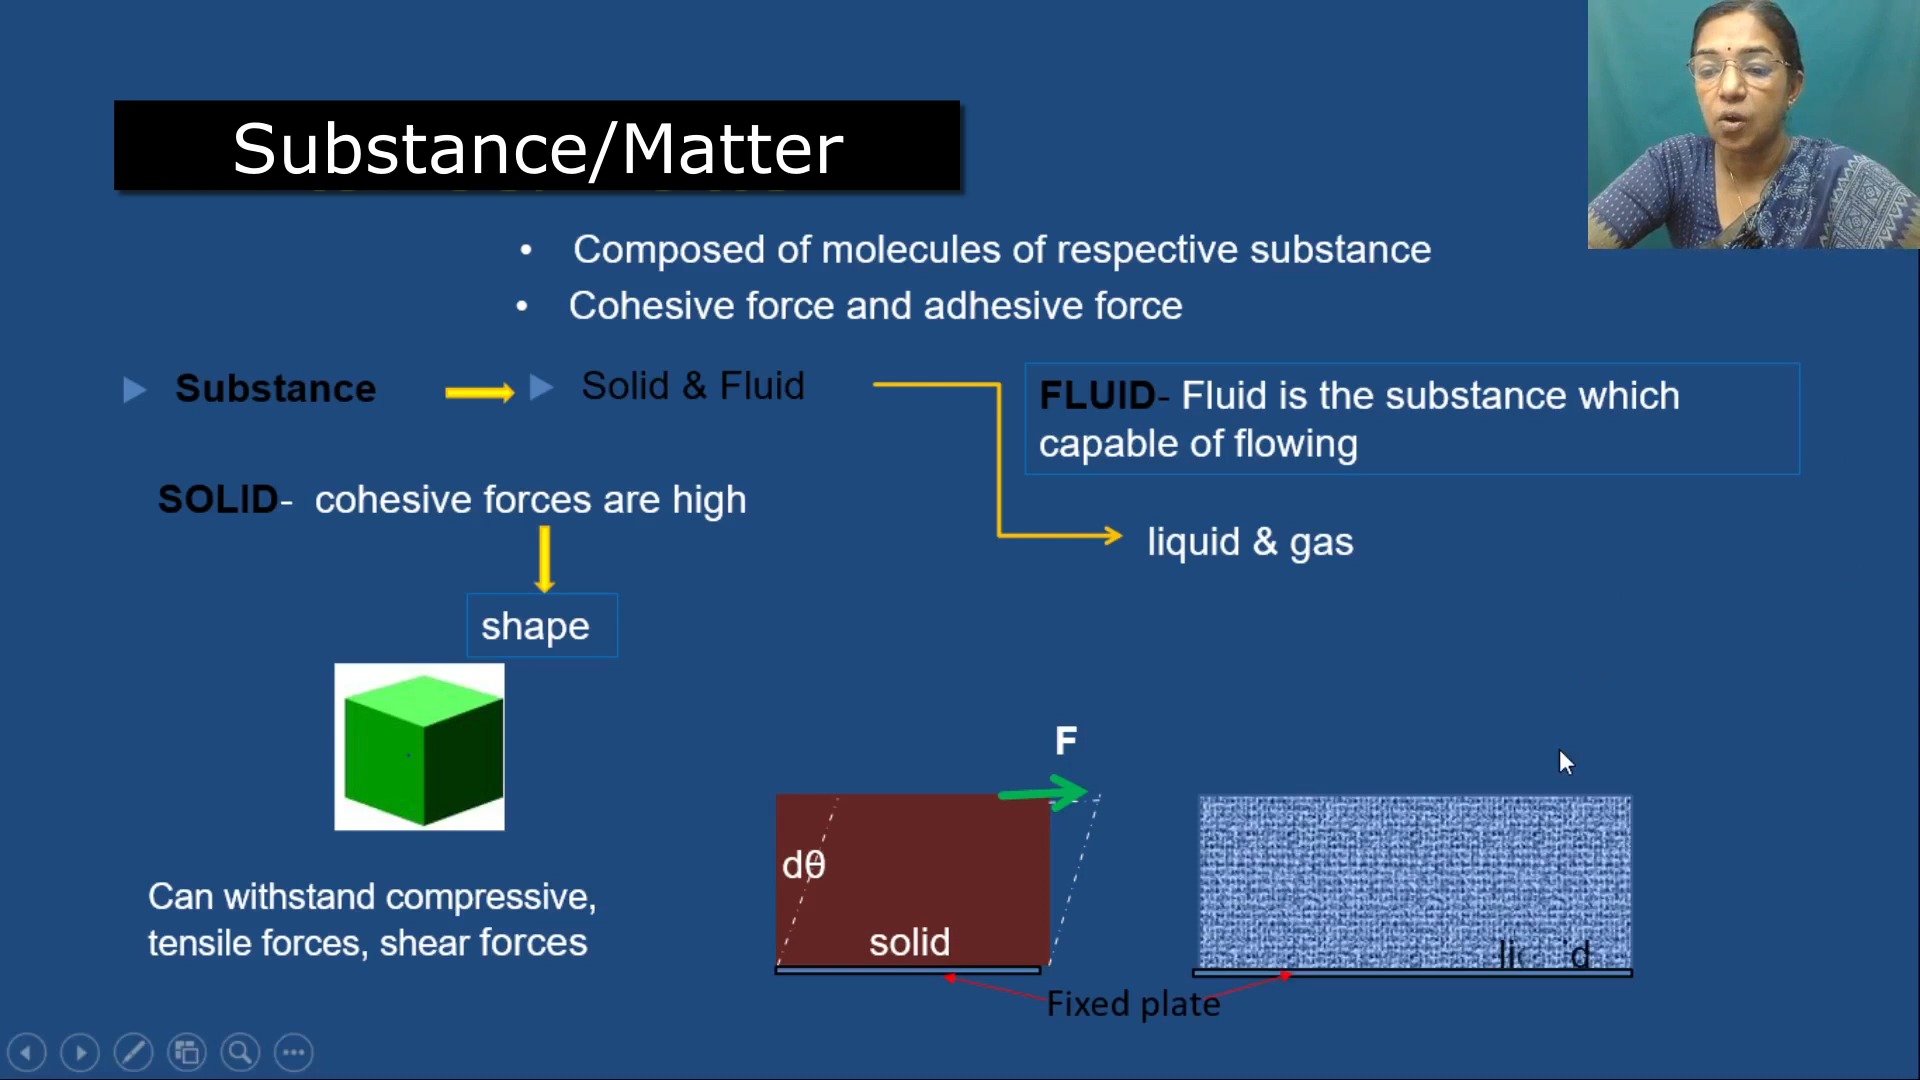 Substance/Matter
• Composed of molecules of respective substance
• Cohesive force and adhesive force
Substance
Solid & Fluid
FLUID- Fluid is the substance which
capable of flowing
SOLID- cohesive forces are high
liquid & gas
shape
F
dθ
solid
Can withstand compressive,
tensile forces, shear forces
Fixed plate